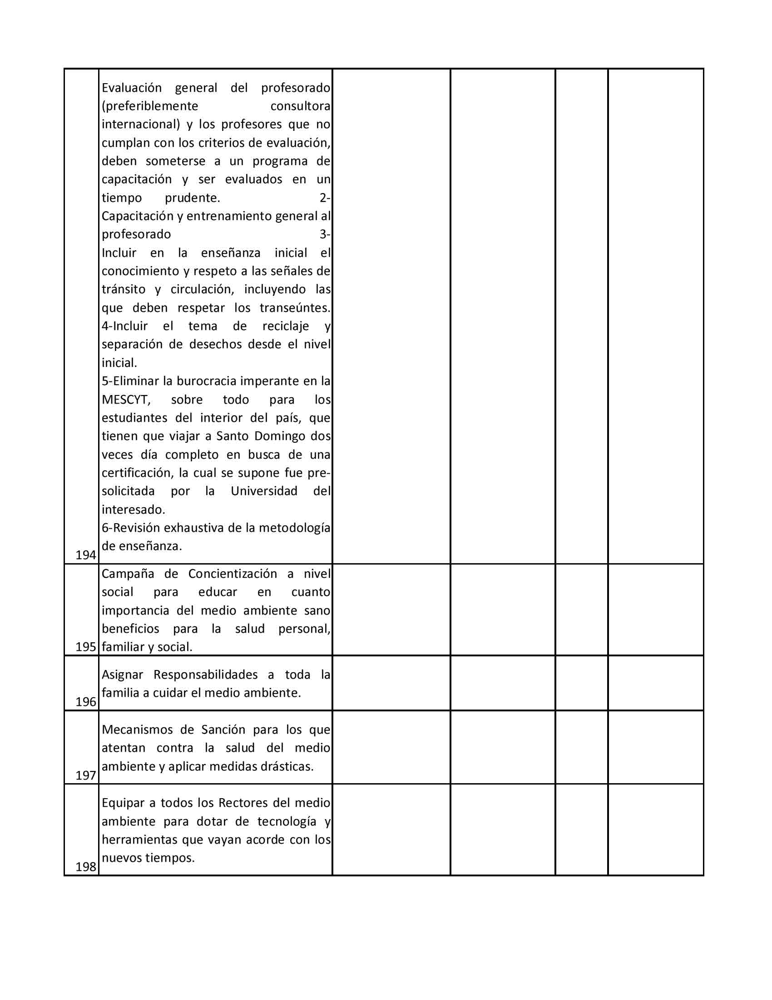 Evaluación general del profesorado
(preferiblemente consultora
internacional) y los profesores que no
cumplan con los criterios de evaluación,
deben someterse a un programa de
capacitación y ser evaluados en un
tiempo prudente. 2-
Capacitación y entrenamiento general al
profesorado 3-
Incluir en la enseñanza inicial el
conocimiento y respeto a las señales de
tránsito y circulación, incluyendo las
que deben respetar los transeúntes.
4-Incluir el tema de reciclaje y
separación de desechos desde el nivel
inicial.
5-Eliminar la burocracia imperante en la
MESCYT, sobre todo para los
estudiantes del interior del país, que
tienen que viajar a Santo Domingo dos
veces día completo en busca de una
certificación, la cual se supone fue pre-
solicitada por la Universidad del
interesado.
6-Revisión exhaustiva de la metodología
de enseñanza.
194
Campaña de Concientización a nivel
social para educar en cuanto
importancia del medio ambiente sano
beneficios para la salud personal,
195 familiar y social.
Asignar Responsabilidades a toda la
familia a cuidar el medio ambiente.
196
Mecanismos de Sanción para los que
atentan contra la salud del medio
ambiente y aplicar medidas drásticas.
197
Equipar a todos los Rectores del medio
ambiente para dotar de tecnología y
herramientas que vayan acorde con los
nuevos tiempos.
198